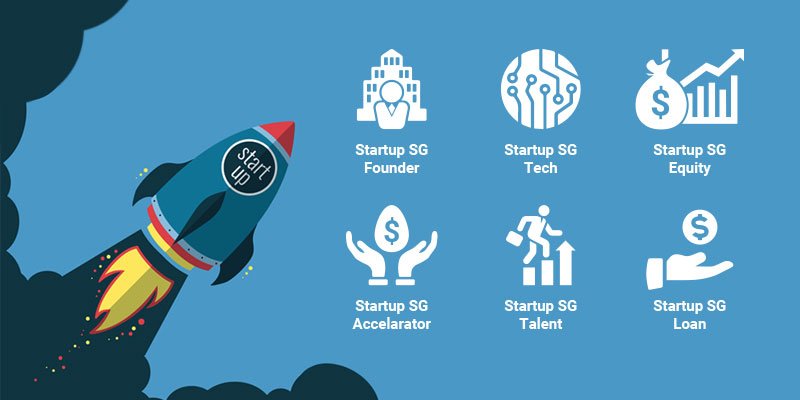 start
up
Startup SG
Founder
Startup SG
Tech
$
Startup SG
Equity
$
Startup SG
Accelarator
Startup SG
Talent
$
Startup SG
Loan